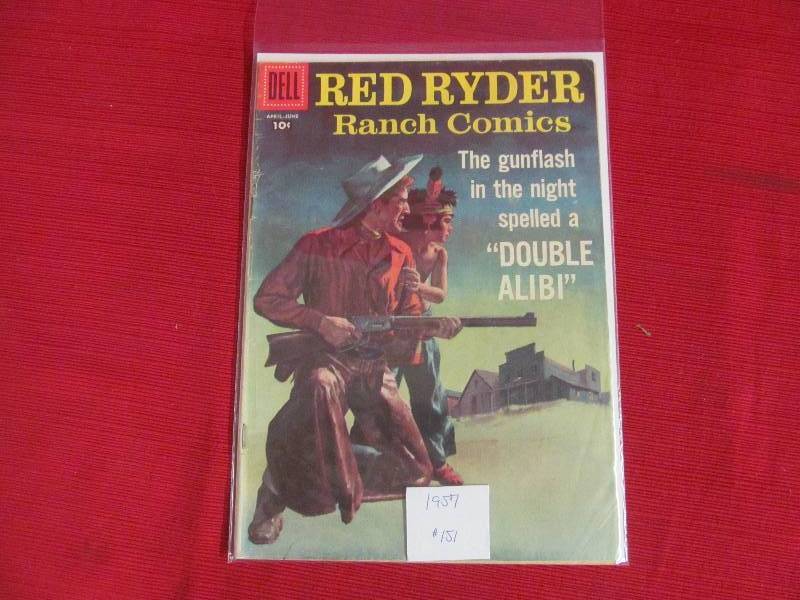 DELL
APRIL-JUNE
10¢
RED RYDER
Ranch Comics
The gunflash
in the night
spelled a
"DOUBLE
ALIBI"
1957
#151